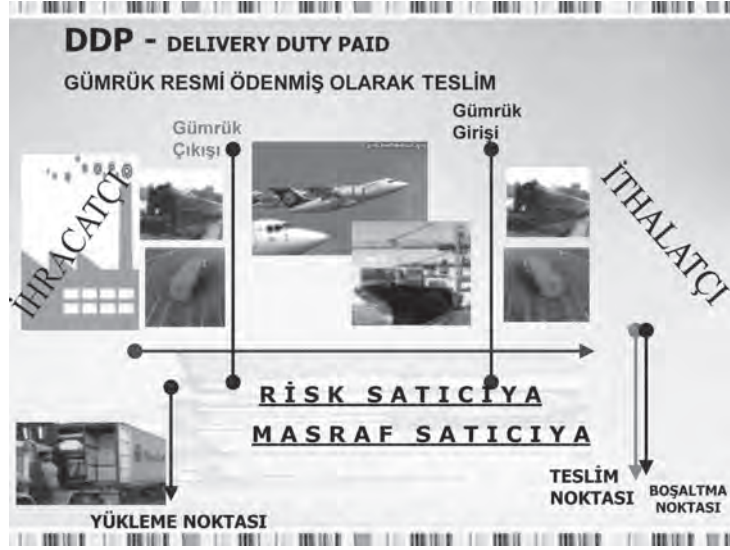 DDP - DELIVERY DUTY PAID
GÜMRÜK RESMİ ÖDENMİŞ OLARAK TESLİM
Gümrük
Çıkışı
Gümrük
Girişi
İHRACATÇI
İTHALATÇI
RİSK SATICIYA
MASRAF SATICIYA
YÜKLEME NOKTASI
TESLİM
NOKTASI
BOŞALTMA
NOKTASI